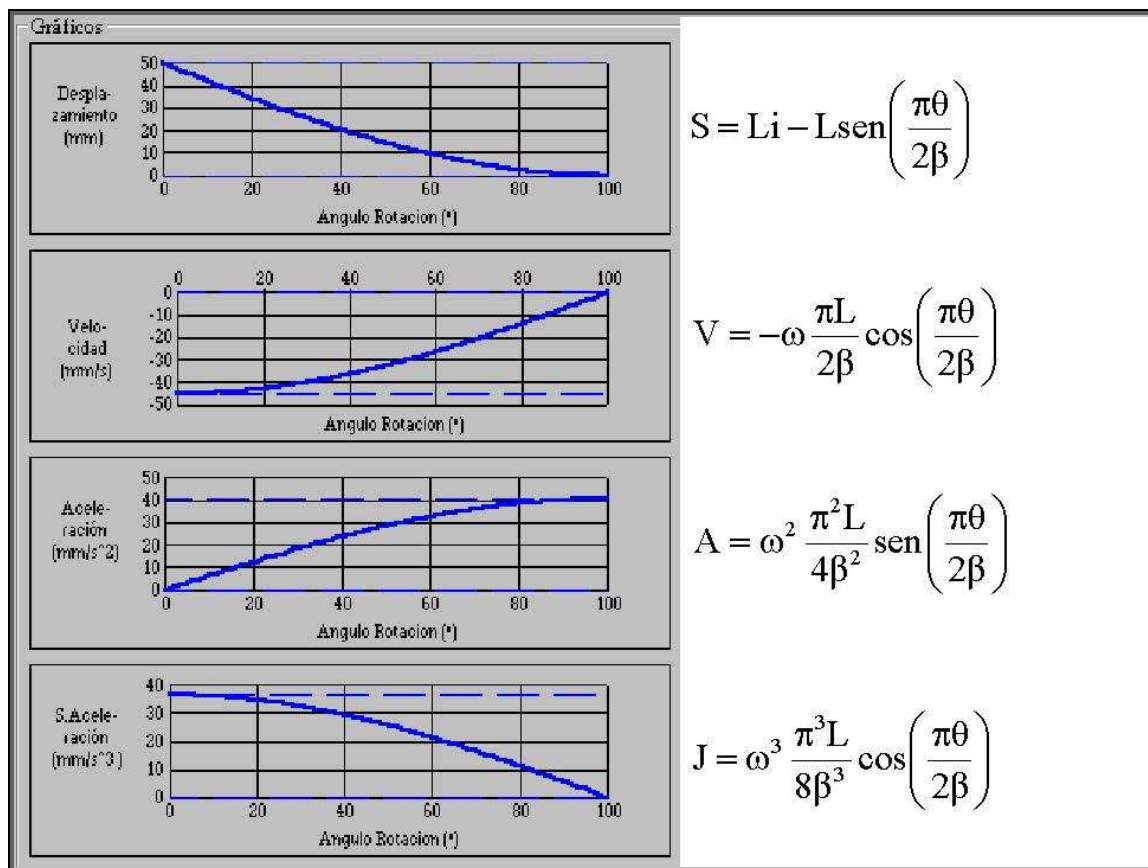 Gráficos
Despla-
zamiento
(mm)
50
40
30
20
10
0
0 20 40 60 80 100
Angulo Rotacion (°)
S = Li − Lsen(πθ/2β)
0 20 40 60 80 100
Velo-
cidad
(mm/s)
0
-10
-20
-30
-40
-50
Angulo Rotacion (°)
V = −ω πL/2β cos(πθ/2β)
Acele-
ración
(mm/s^2)
50
40
30
20
10
0
0 20 40 60 80 100
Angulo Rotacion (°)
A = ω² π²L/4β² sen(πθ/2β)
S.Acele-
ración
(mm/s^3)
40
30
20
10
0
0 20 40 60 80 100
Angulo Rotacion (°)
J = ω³ π³L/8β³ cos(πθ/2β)